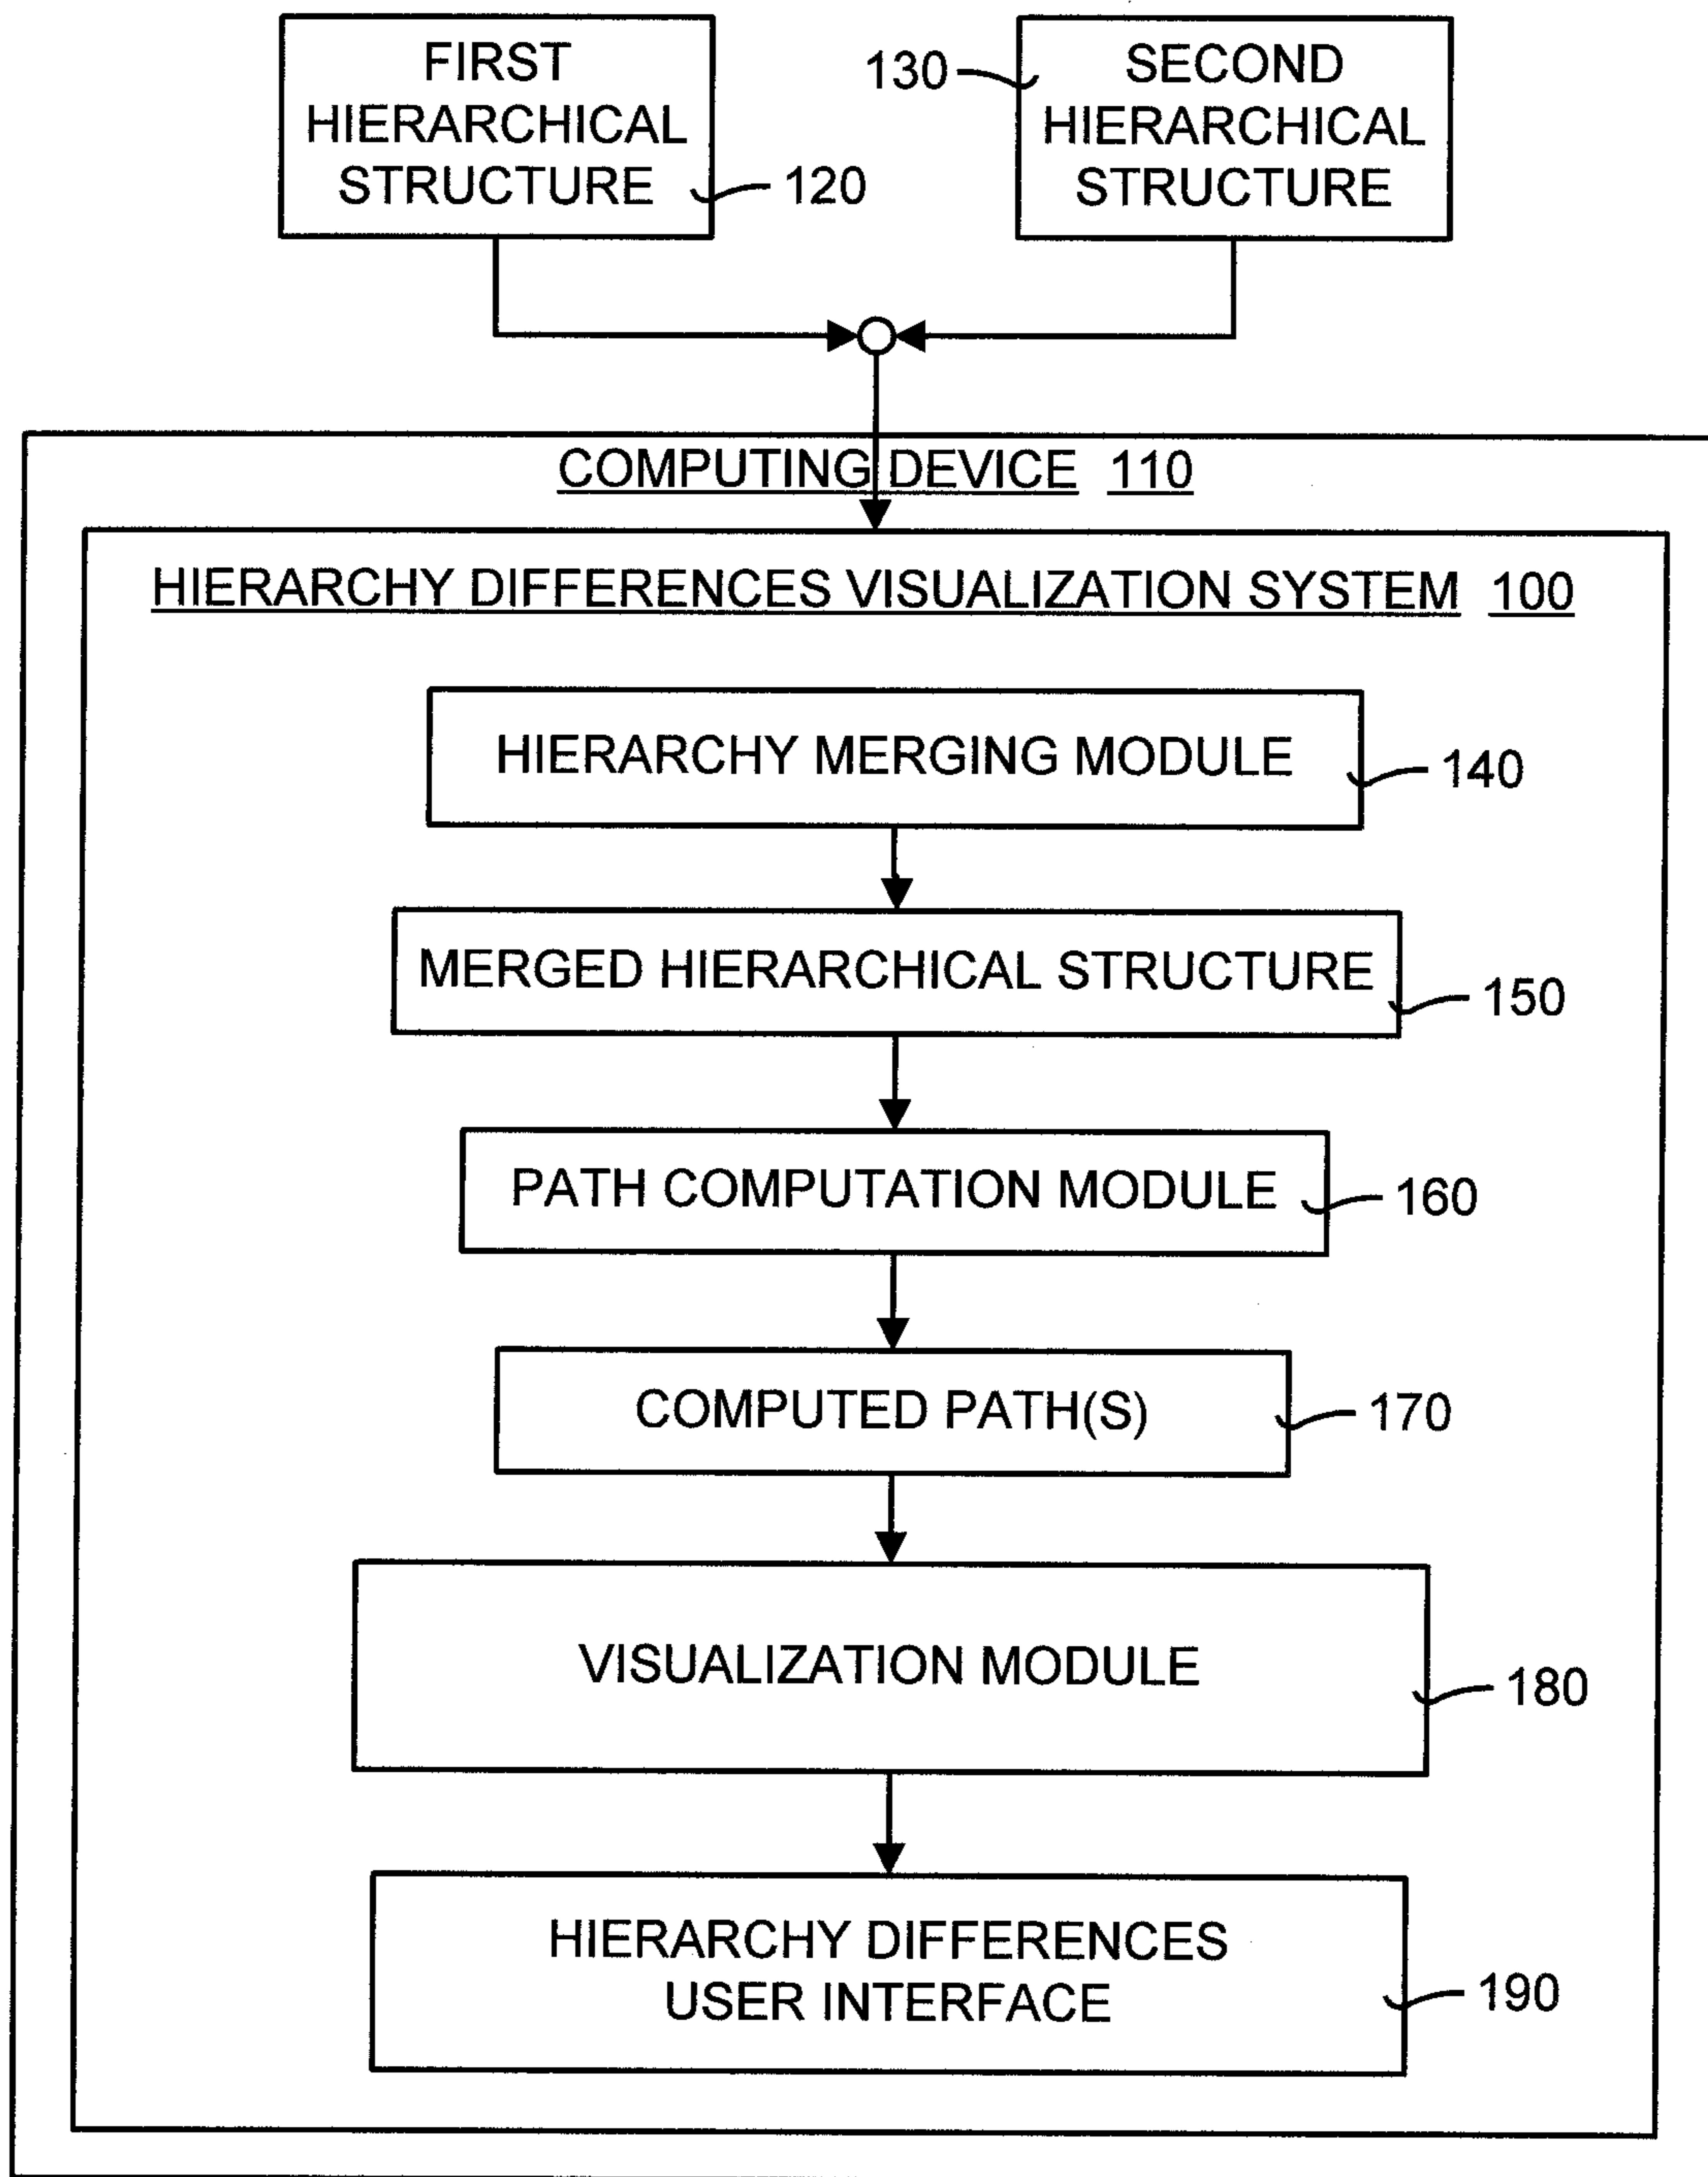 FIRST
HIERARCHICAL
STRUCTURE
120
130
SECOND
HIERARCHICAL
STRUCTURE
COMPUTING DEVICE 110
HIERARCHY DIFFERENCES VISUALIZATION SYSTEM 100
HIERARCHY MERGING MODULE
140
MERGED HIERARCHICAL STRUCTURE
150
PATH COMPUTATION MODULE
160
COMPUTED PATH(S)
170
VISUALIZATION MODULE
180
HIERARCHY DIFFERENCES
USER INTERFACE
190